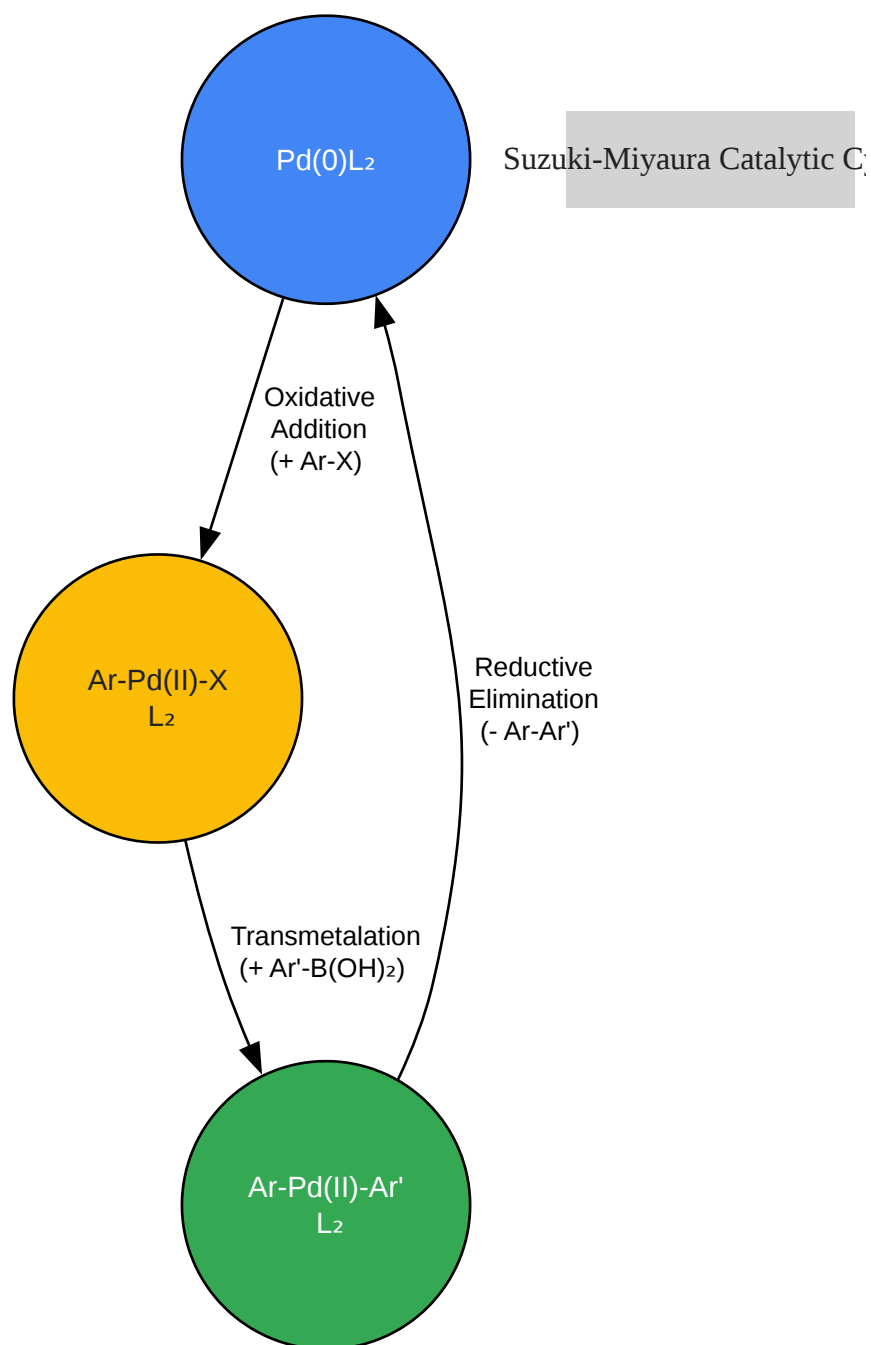 Pd(0)L₂
Suzuki-Miyaura Catalytic
Oxidative
Addition
(+ Ar-X)
Ar-Pd(II)-X
L₂
Reductive
Elimination
(- Ar-Ar')
Transmetalation
(+ Ar'-B(OH)₂)
Ar-Pd(II)-Ar'
L₂